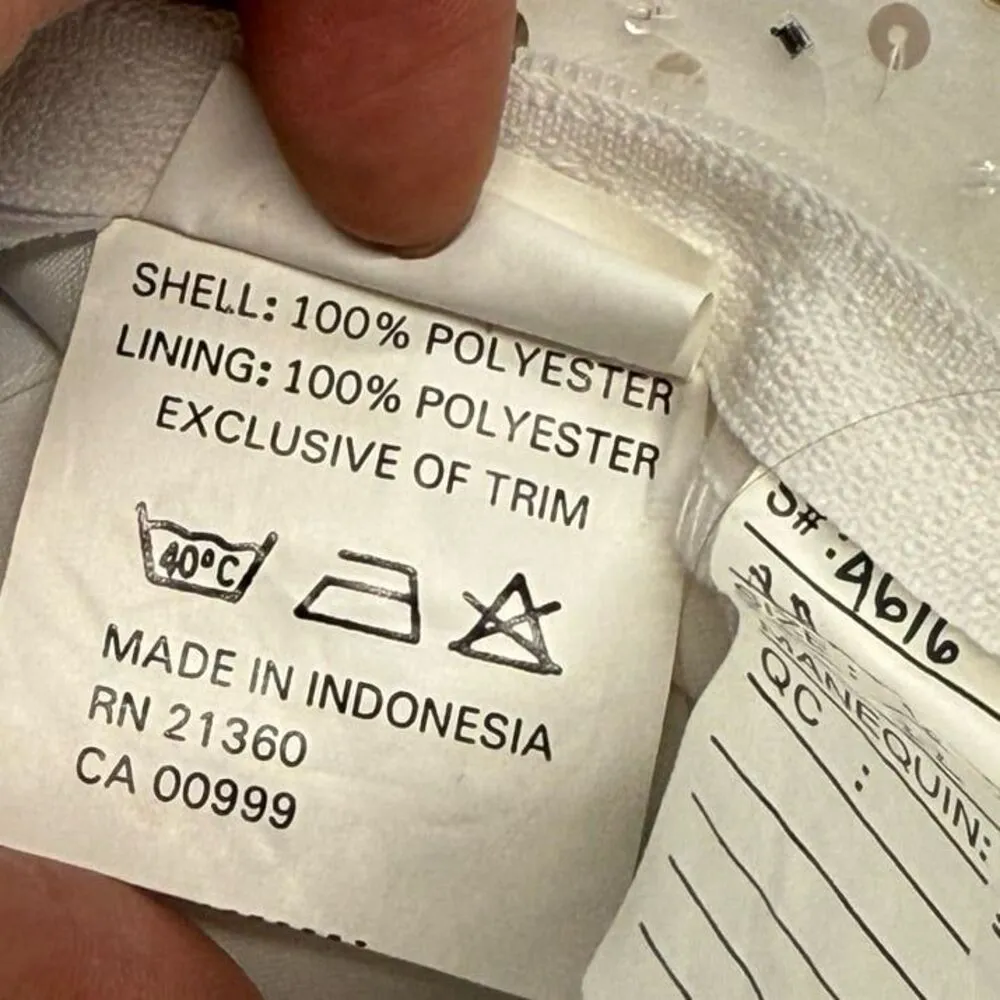 SHELL: 100% POLYESTER
LINING: 100% POLYESTER
EXCLUSIVE OF TRIM
40°C
MADE IN INDONESIA
RN 21360
CA 00999
S#:4616
MANEQUIN:
QC :